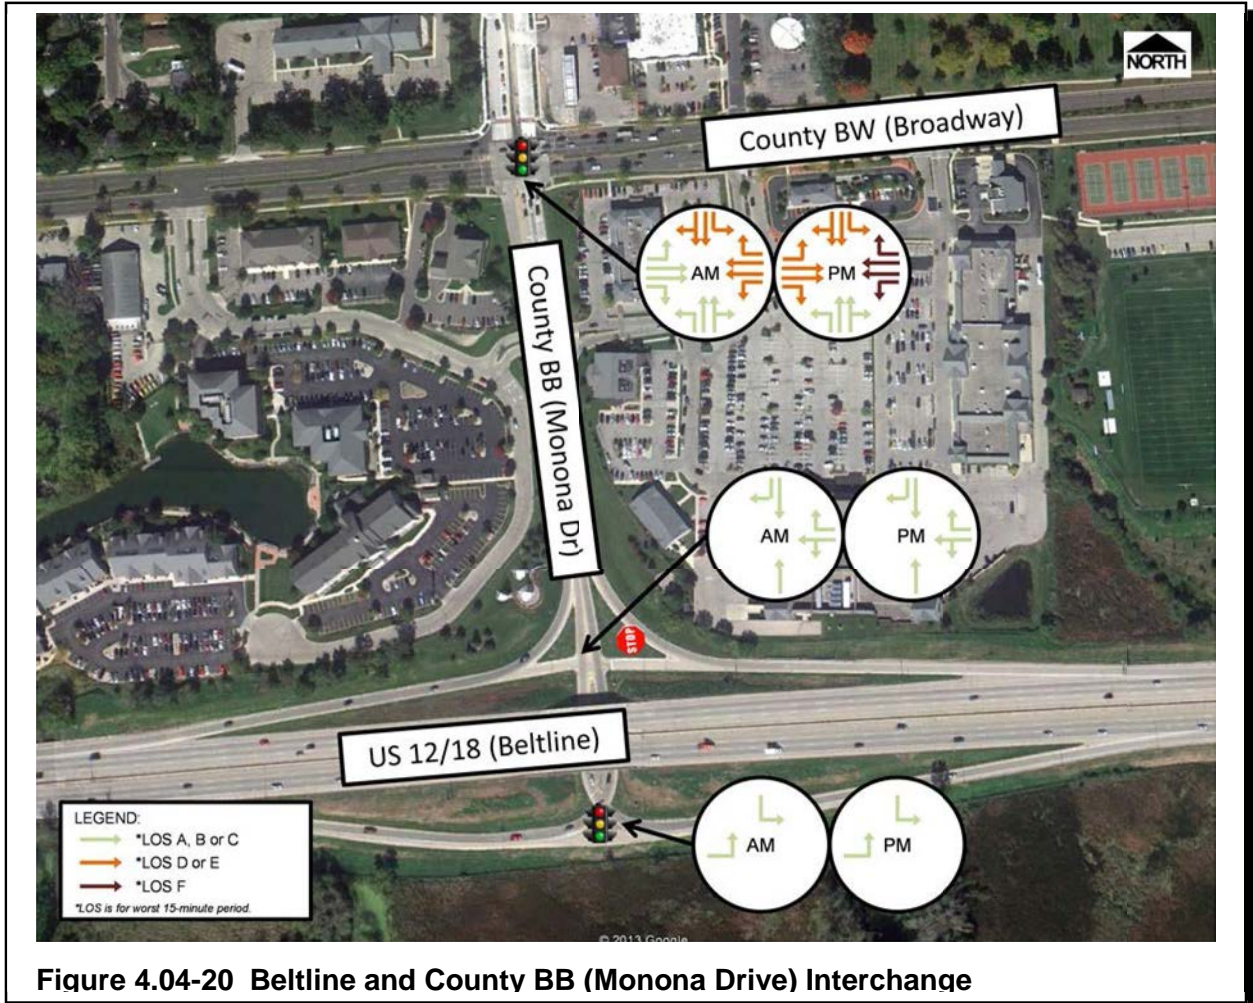 NORTH
County BW (Broadway)
County BB (Monona Dr)
AM
PM
AM
PM
STOP
US 12/18 (Beltline)
AM
PM
LEGEND:
*LOS A, B or C
*LOS D or E
*LOS F
*LOS is for worst 15-minute period.
© 2013 Google
Figure 4.04-20 Beltline and County BB (Monona Drive) Interchange